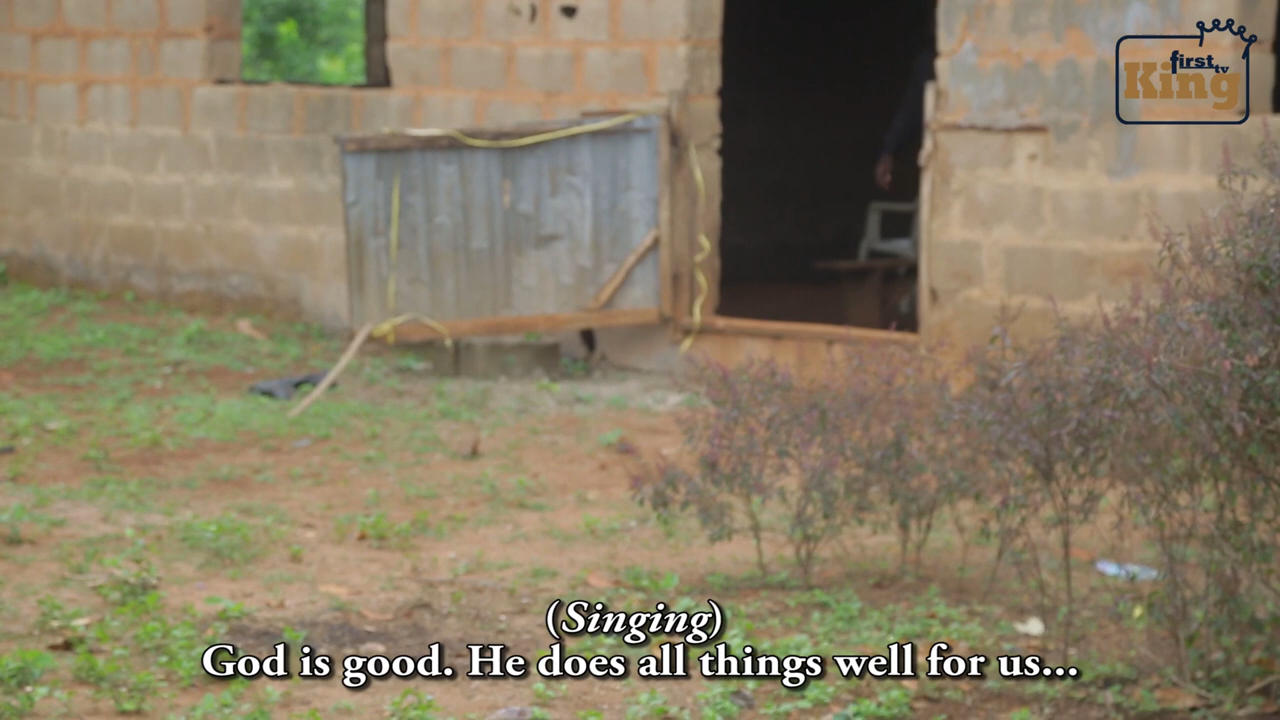 first
King
tv
(Singing)
God is good. He does all things well for us...